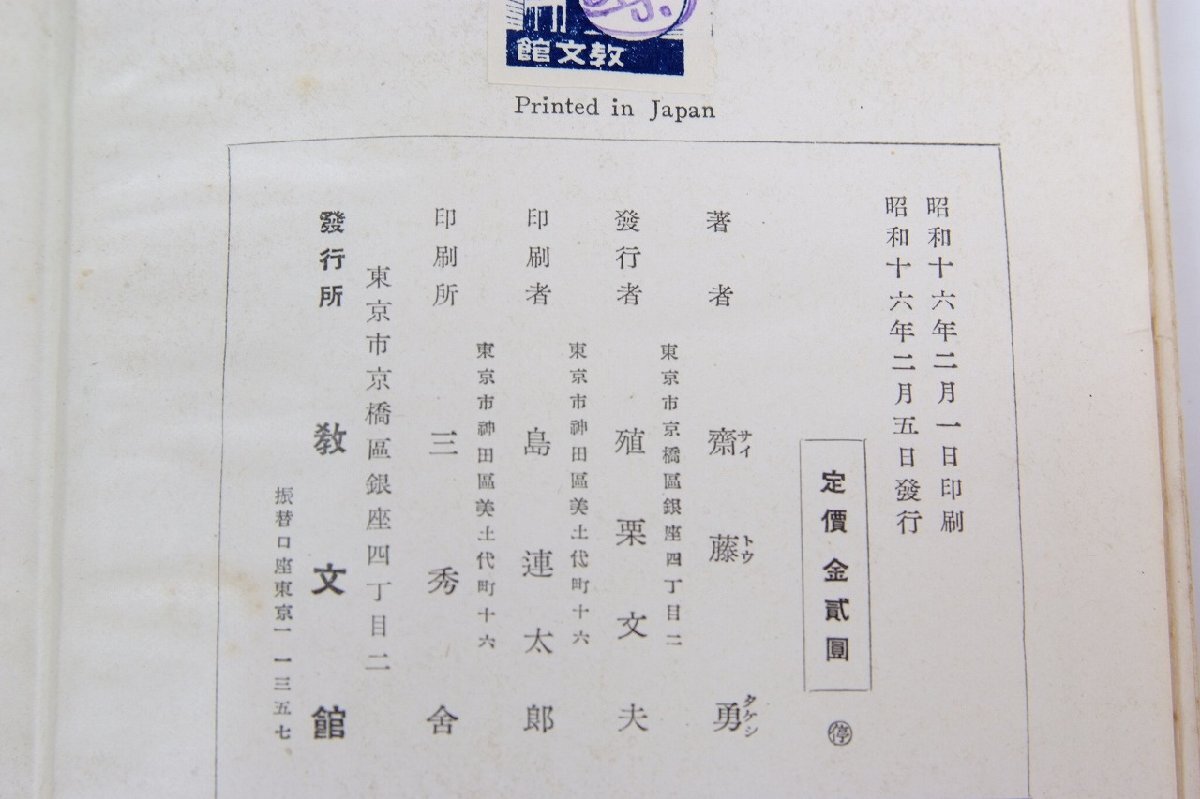 館文教
Printed in Japan
昭和十六年二月一日印刷
昭和十六年二月五日發行
定價金貳圓
㊡
著者 齋藤勇
サイトウタケシ
東京市京橋區銀座四丁目二
發行者 殖栗文夫
東京市神田區美土代町十六
印刷者 島連太郎
東京市神田區美土代町十六
印刷所 三秀舍
東京市京橋區銀座四丁目二
發行所 教文館
振替口座東京一一三五七